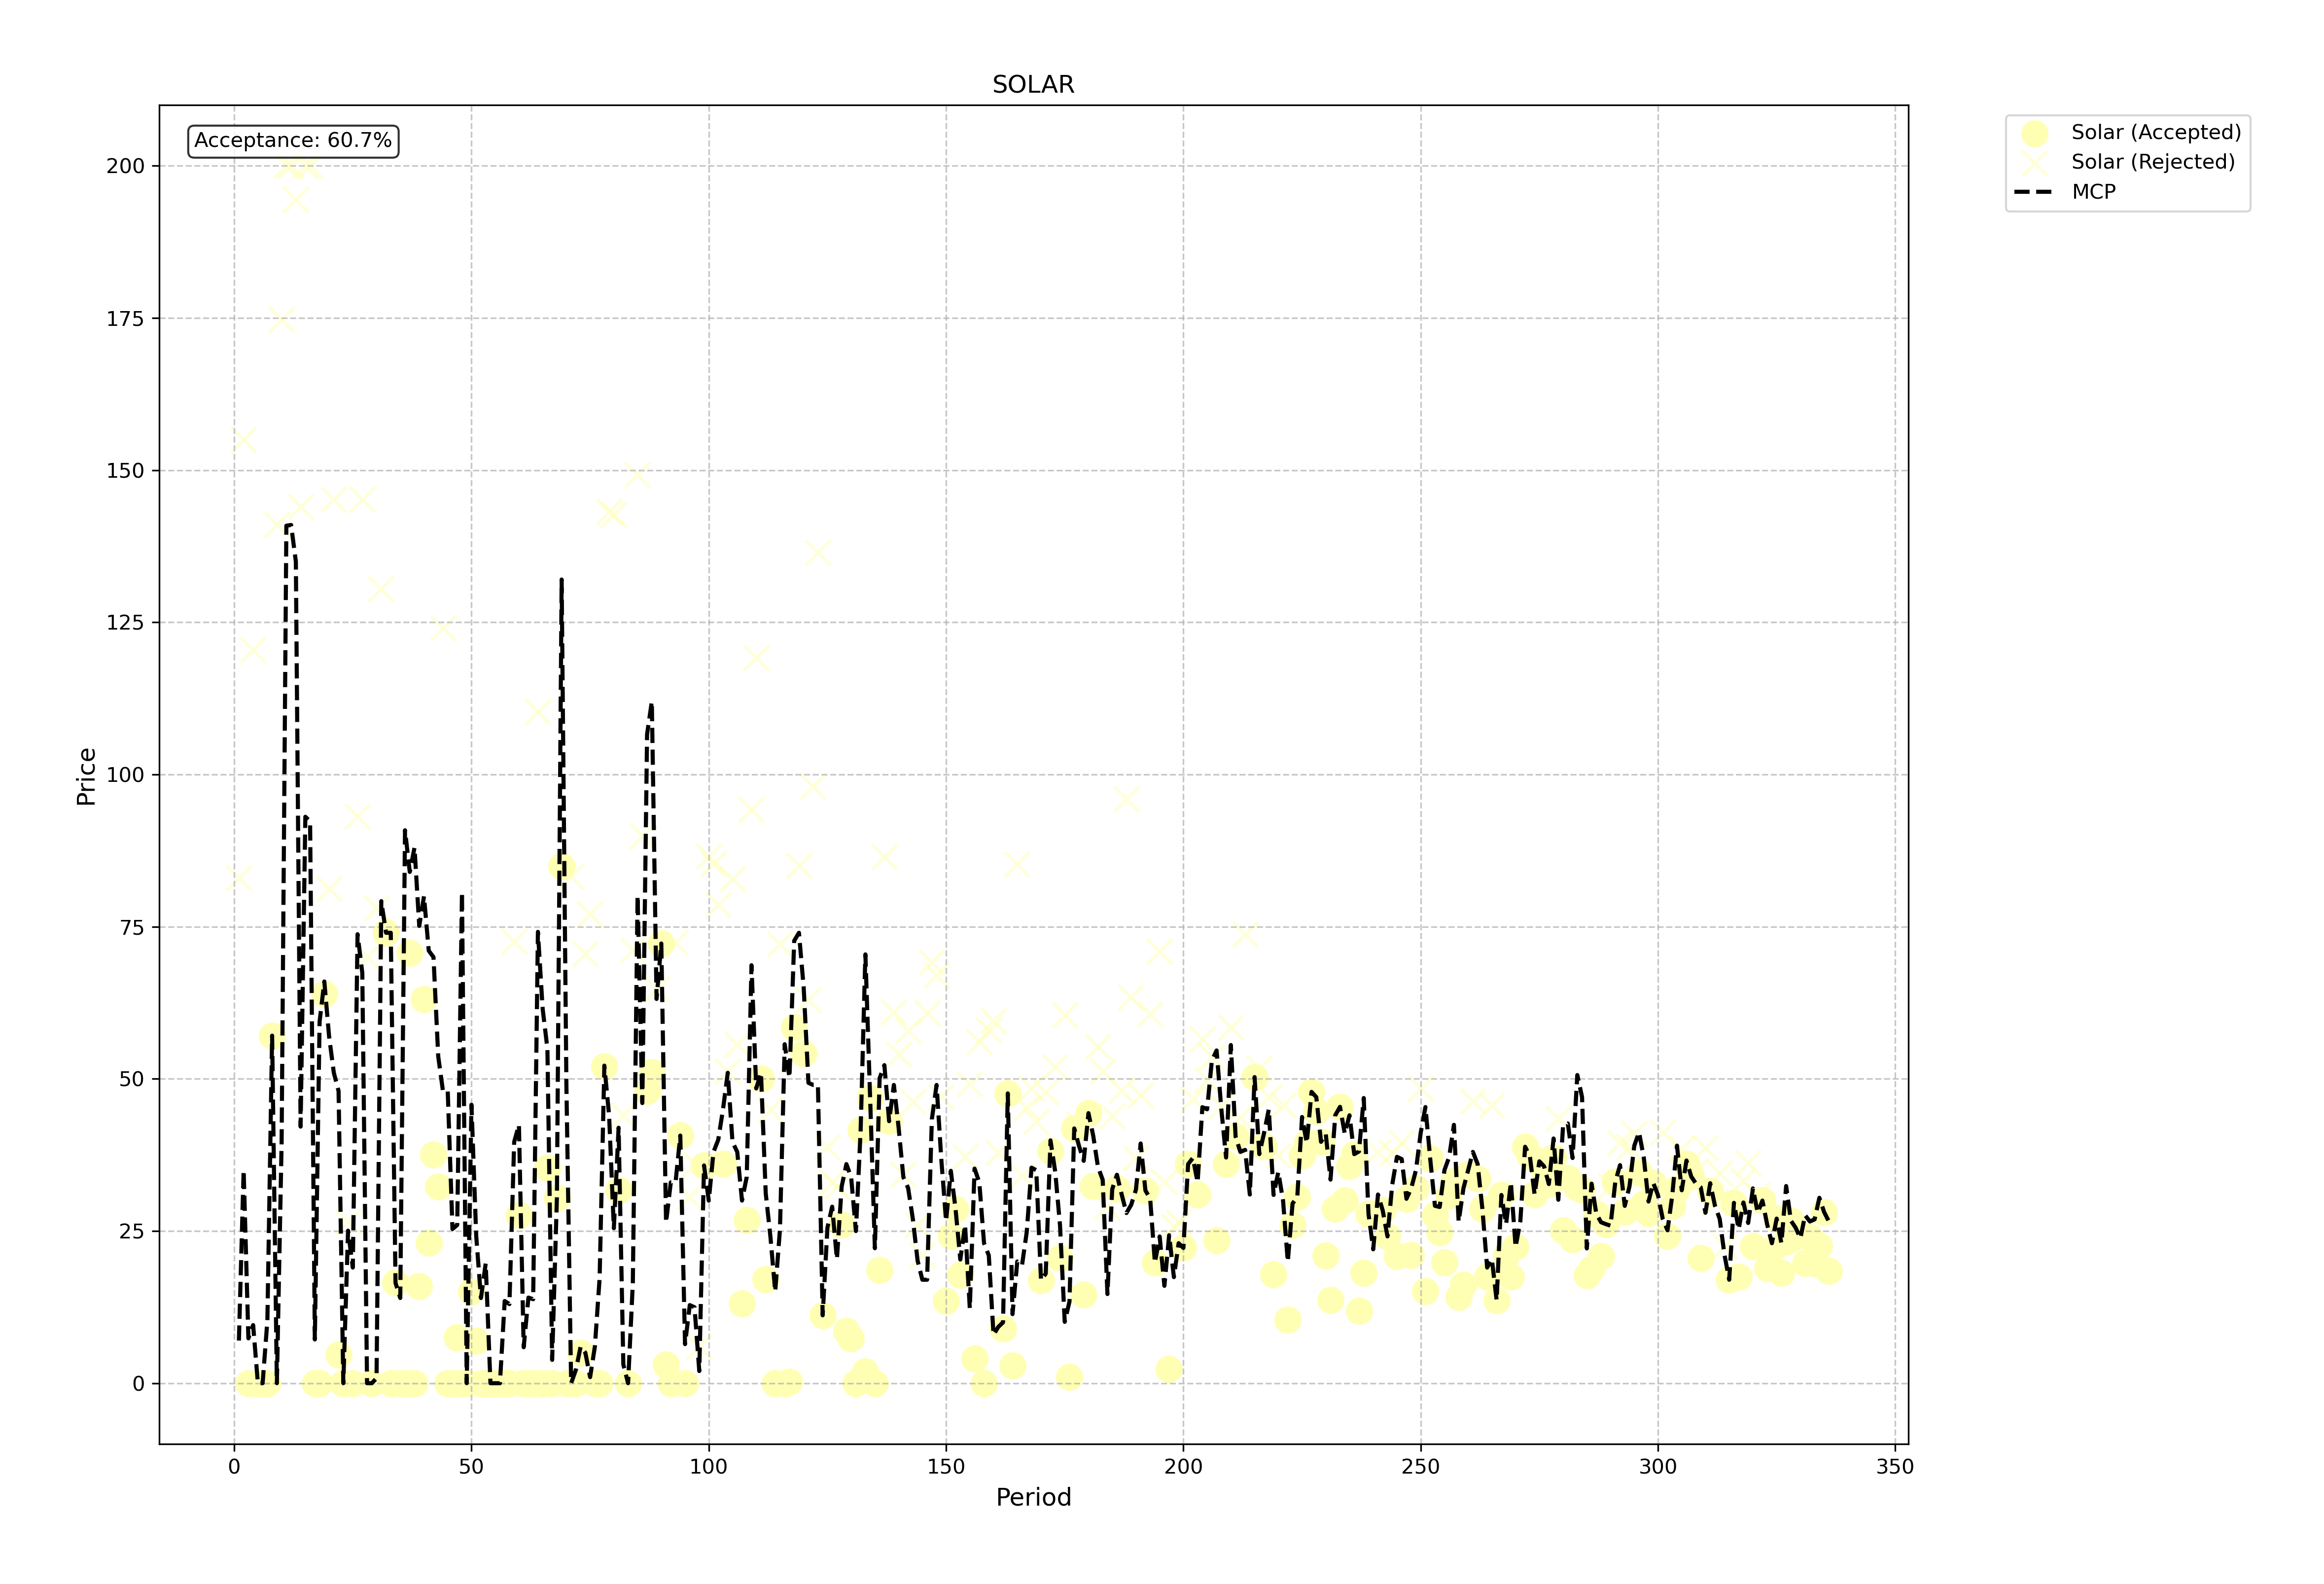 SOLAR
Acceptance: 60.7%
Solar (Accepted)
Solar (Rejected)
MCP
200
175
150
125
100
75
50
25
0
Price
0
50
100
150
200
250
300
350
Period